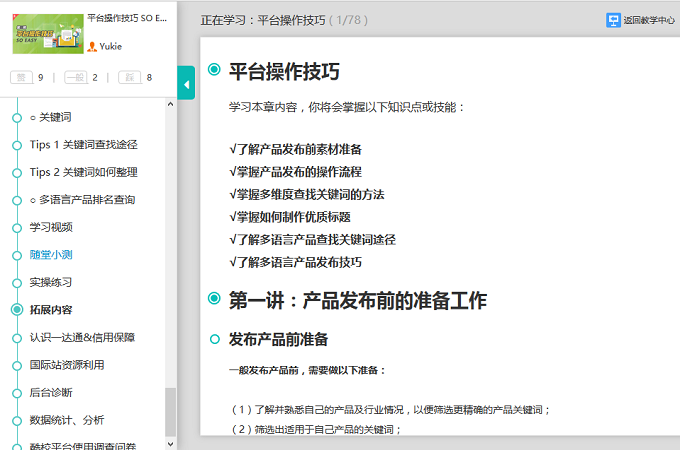 平台操作技巧 SO E...
Yukie
赞 9 | 一般 2 | 踩 8
○ 关键词
Tips 1 关键词查找途径
Tips 2 关键词如何整理
○ 多语言产品排名查询
学习视频
随堂小测
实操练习
拓展内容
认识一达通&信用保障
国际站资源利用
后台诊断
数据统计、分析
酷校平台使用调查问卷
正在学习：平台操作技巧（1/78）
返回教学中心
平台操作技巧
学习本章内容，你将会掌握以下知识点或技能：
√了解产品发布前素材准备
√掌握产品发布的操作流程
√掌握多维度查找关键词的方法
√掌握如何制作优质标题
√了解多语言产品查找关键词途径
√了解多语言产品发布技巧
第一讲：产品发布前的准备工作
发布产品前准备
一般发布产品前，需要做以下准备：
（1）了解并熟悉自己的产品及行业情况，以便筛选更精确的产品关键词；
（2）筛选出适用于自己产品的关键词；